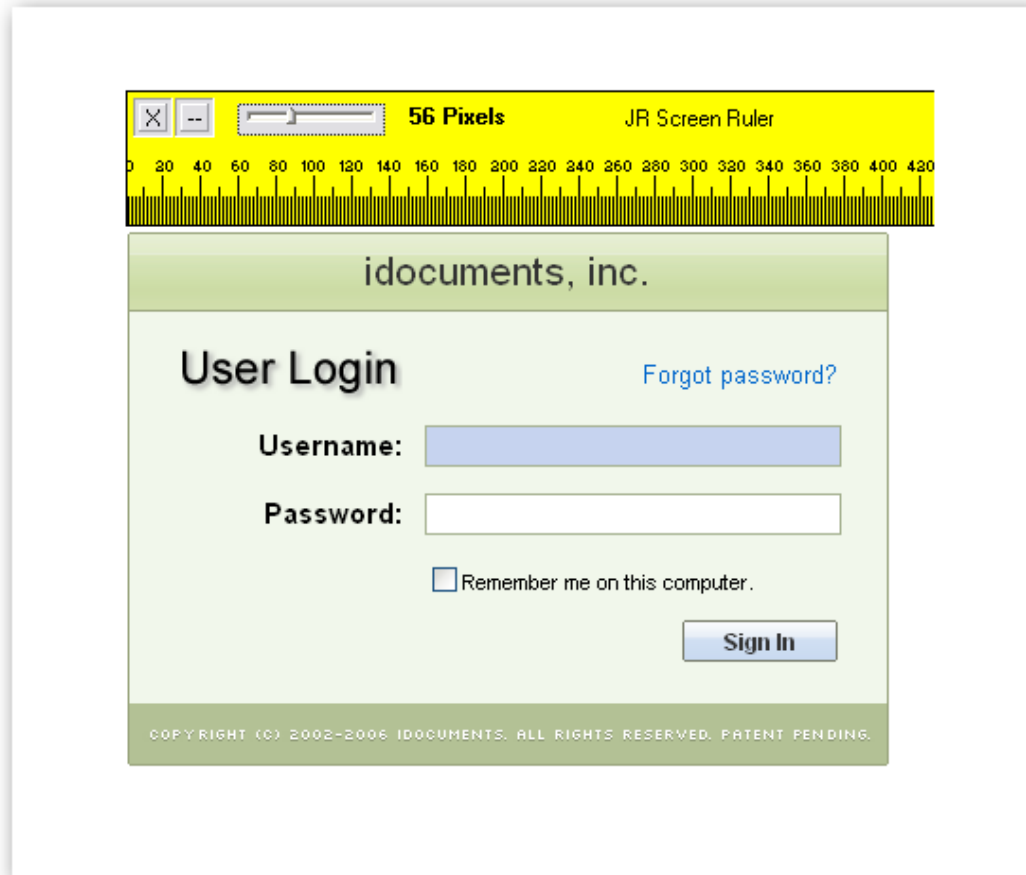 X -- 56 Pixels JR Screen Ruler
0 20 40 60 80 100 120 140 160 180 200 220 240 260 280 300 320 340 360 380 400 420
idocuments, inc.
User Login Forgot password?
Username:
Password:
Remember me on this computer.
Sign In
COPYRIGHT (C) 2002-2006 IDOCUMENTS. ALL RIGHTS RESERVED. PATENT PENDING.